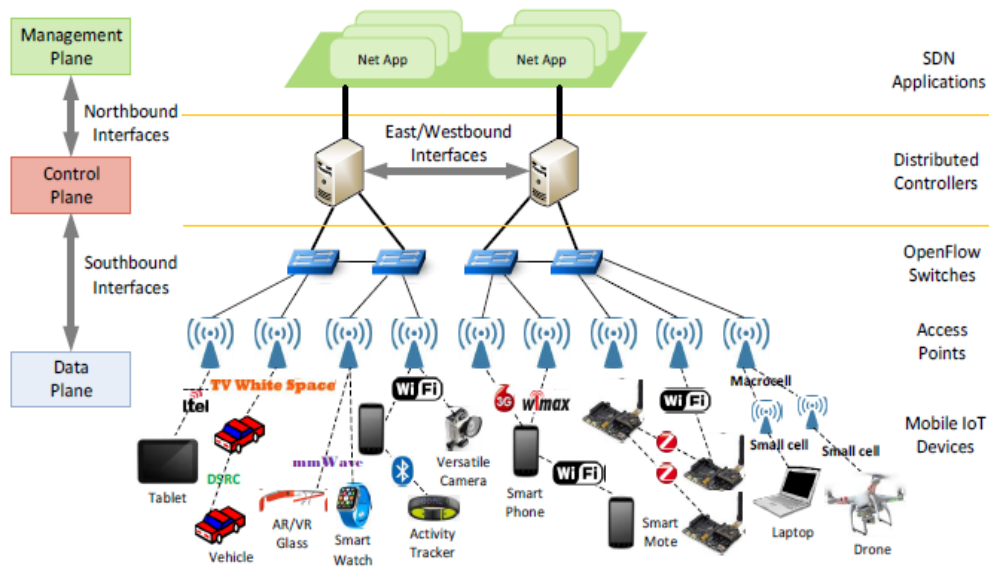 Management
Plane
Net App
Net App
SDN
Applications
Northbound
Interfaces
East/Westbound
Interfaces
Control
Plane
Distributed
Controllers
Southbound
Interfaces
OpenFlow
Switches
Access
Points
Data
Plane
TV White Space
lte
3G
wimax
WiFi
WiFi
Macrocell
Mobile IoT
Devices
Small cell
Small cell
Z
Z
DSRC
mmWave
Versatile
Camera
WiFi
Tablet
Smart
Phone
AR/VR
Glass
Smart
Watch
Activity
Tracker
Smart
Mote
Laptop
Drone
Vehicle